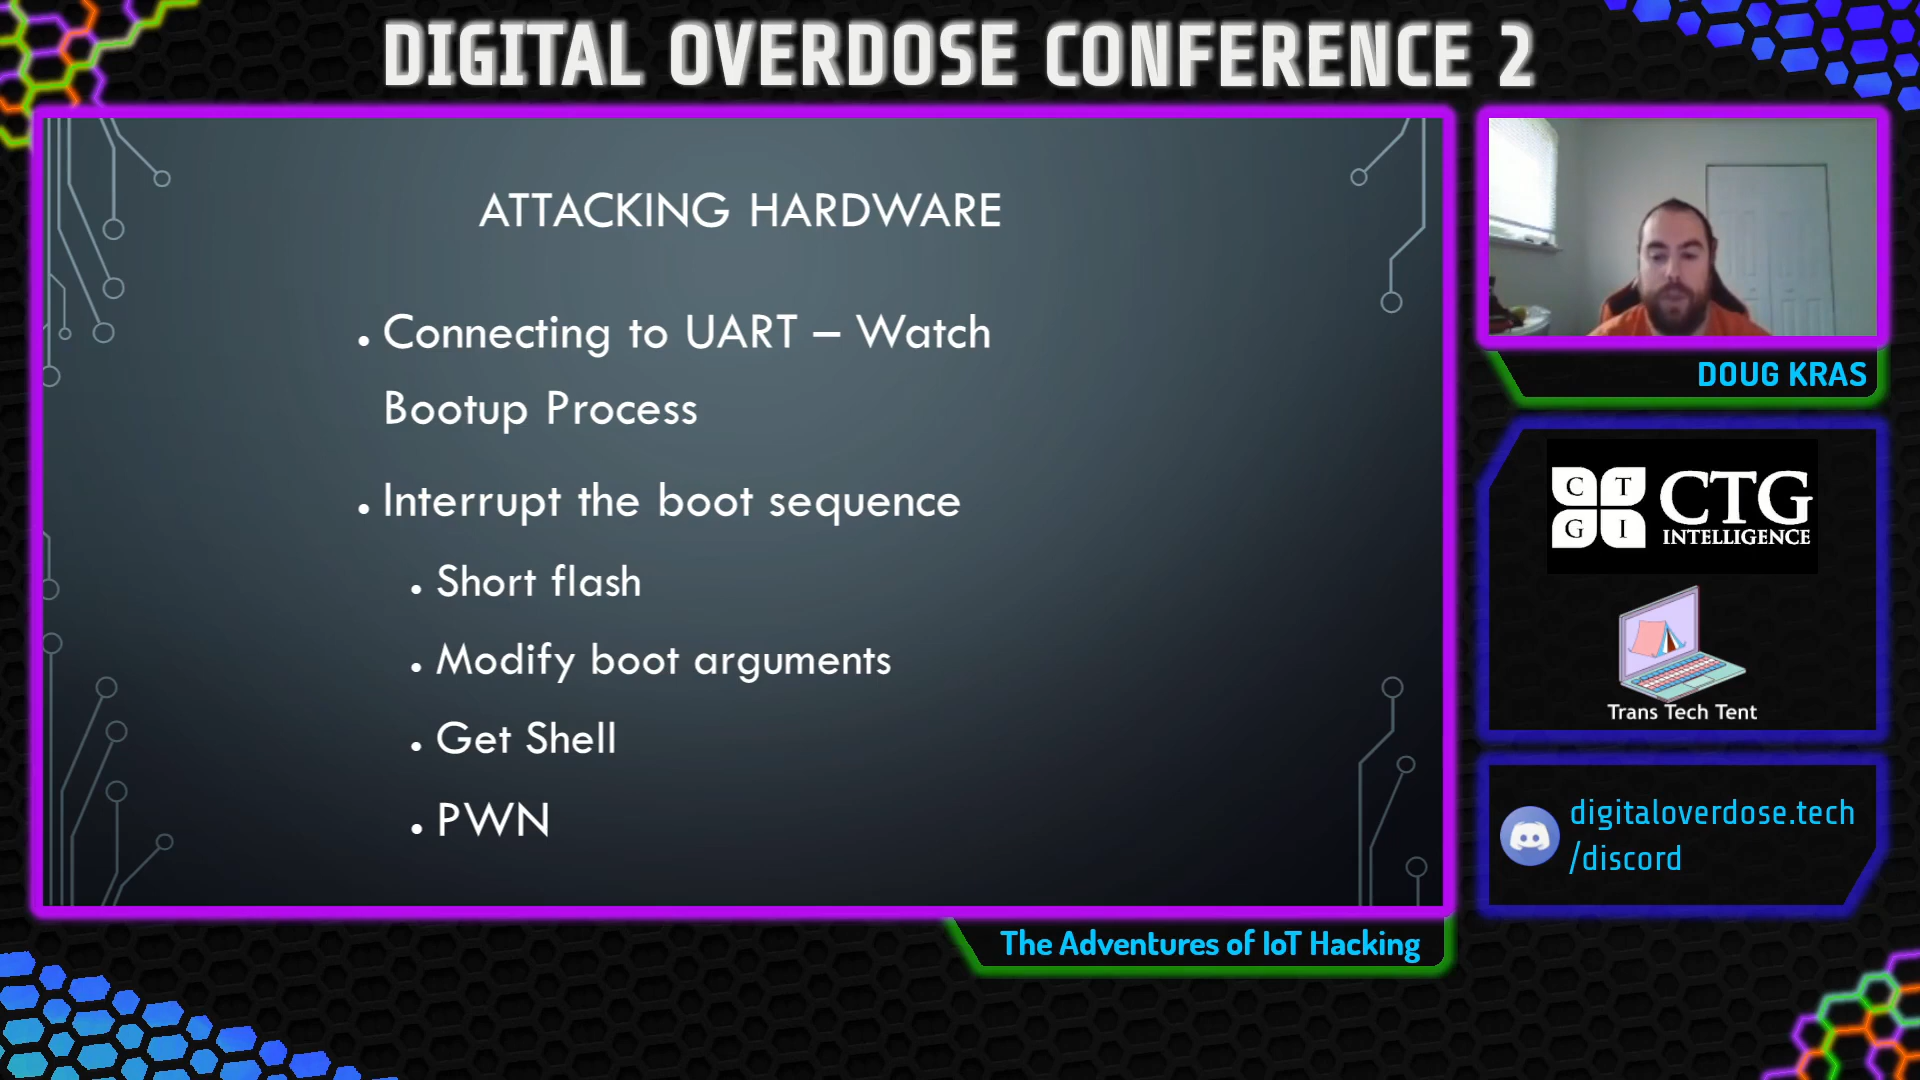 DIGITAL OVERDOSE CONFERENCE 2
ATTACKING HARDWARE
• Connecting to UART – Watch
Bootup Process
• Interrupt the boot sequence
• Short flash
• Modify boot arguments
• Get Shell
• PWN
DOUG KRAS
C T
G I
CTG
INTELLIGENCE
Trans Tech Tent
digitaloverdose.tech
/discord
The Adventures of IoT Hacking